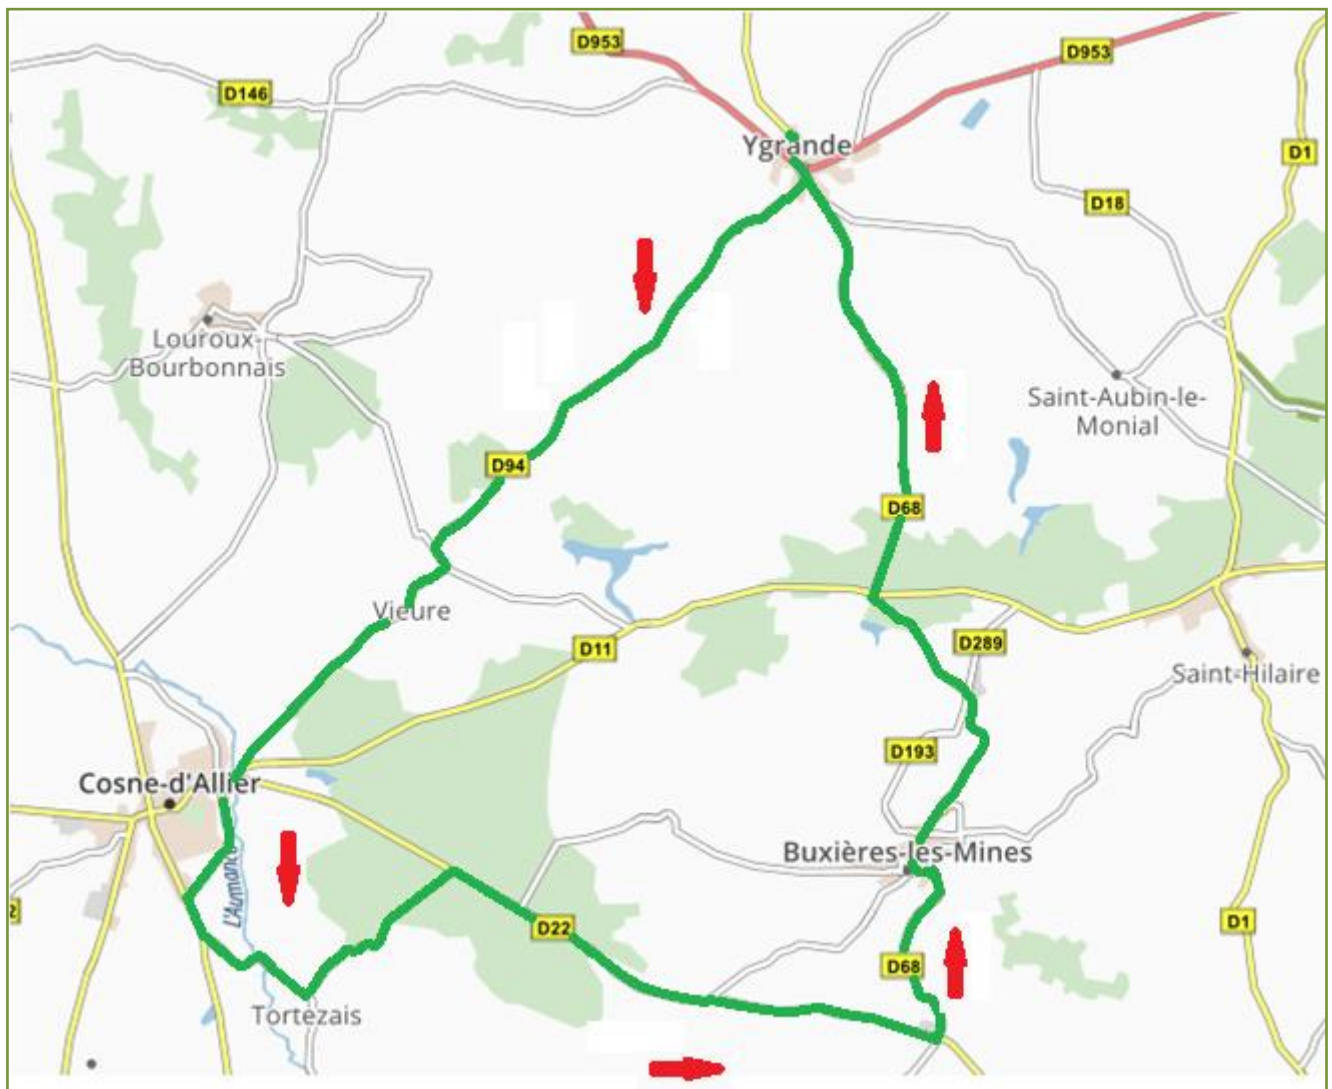 D953
D953
D146
Ygrande
D1
D18
Louroux-
Bourbonnais
Saint-Aubin-le-
Monial
D94
D68
Vieure
D11
D289
Saint-Hilaire
D193
Cosne-d'Allier
Buxières-les-Mines
L'Aumance
2
D22
D1
D68
Tortezais